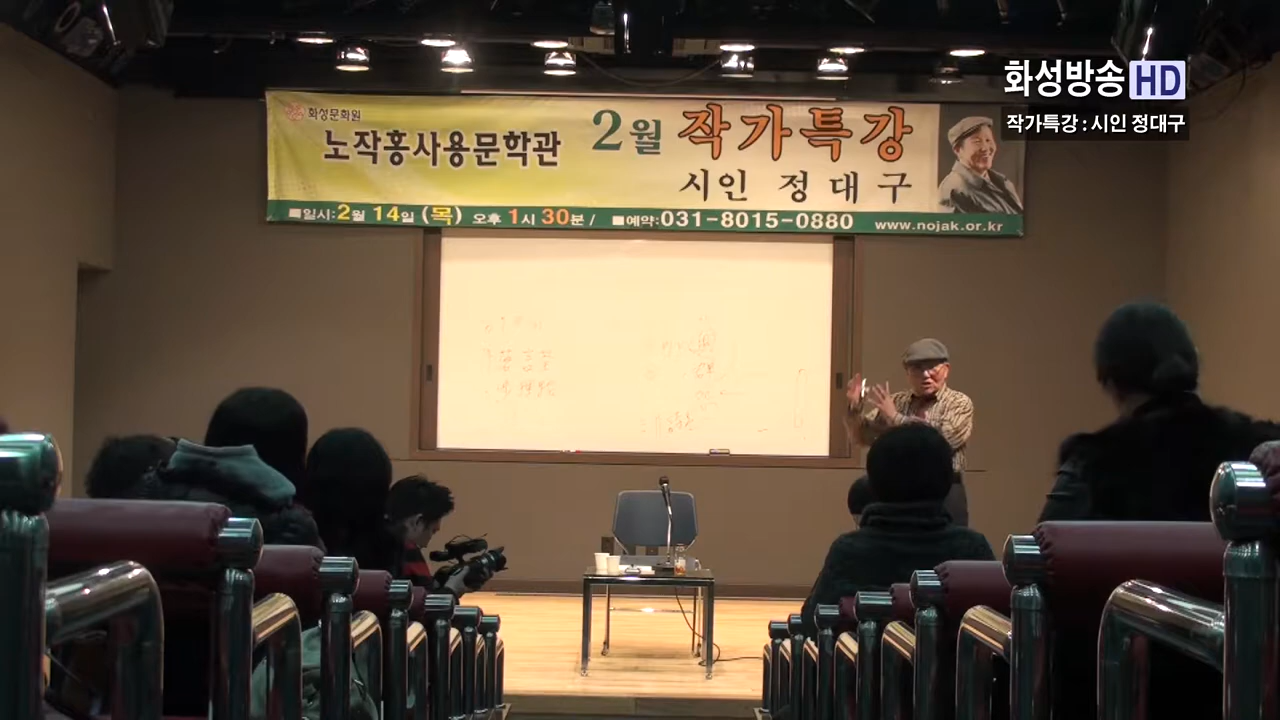 화성방송HD
작가특강 : 시인 정대구
화성문화원
노작홍사용문학관
2월 작가특강
시인 정대구
■일시:2월 14일 (목) 오후 1시 30분 / ■예약:031-8015-0880 www.nojak.or.kr